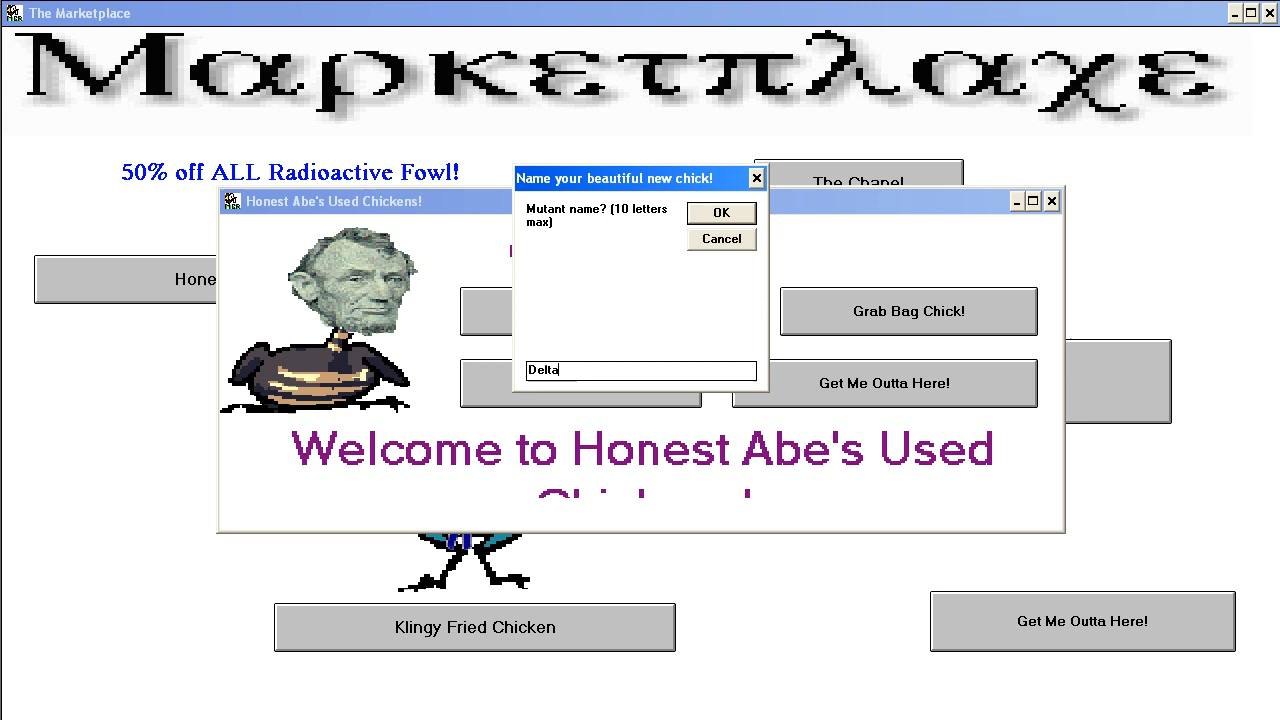 The Marketplace
Μαρκετπλαχε
50% off ALL Radioactive Fowl!
The Chapel
Name your beautiful new chick!
Honest Abe's Used Chickens!
Mutant name? (10 letters
max)
OK
Cancel
Hone
Grab Bag Chick!
Delta
Get Me Outta Here!
Welcome to Honest Abe's Used
Klingy Fried Chicken
Get Me Outta Here!